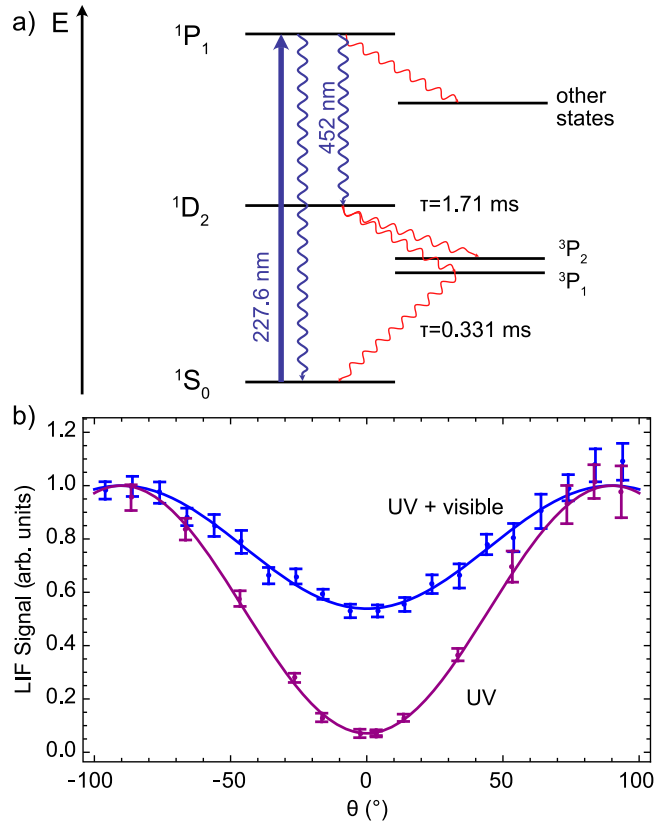 a)
E
¹P₁
other
states
452 nm
¹D₂
τ=1.71 ms
³P₂
³P₁
227.6 nm
τ=0.331 ms
¹S₀
b)
1.2
1.0
0.8
0.6
0.4
0.2
0.0
LIF Signal (arb. units)
UV + visible
UV
−100
−50
0
50
100
θ (°)